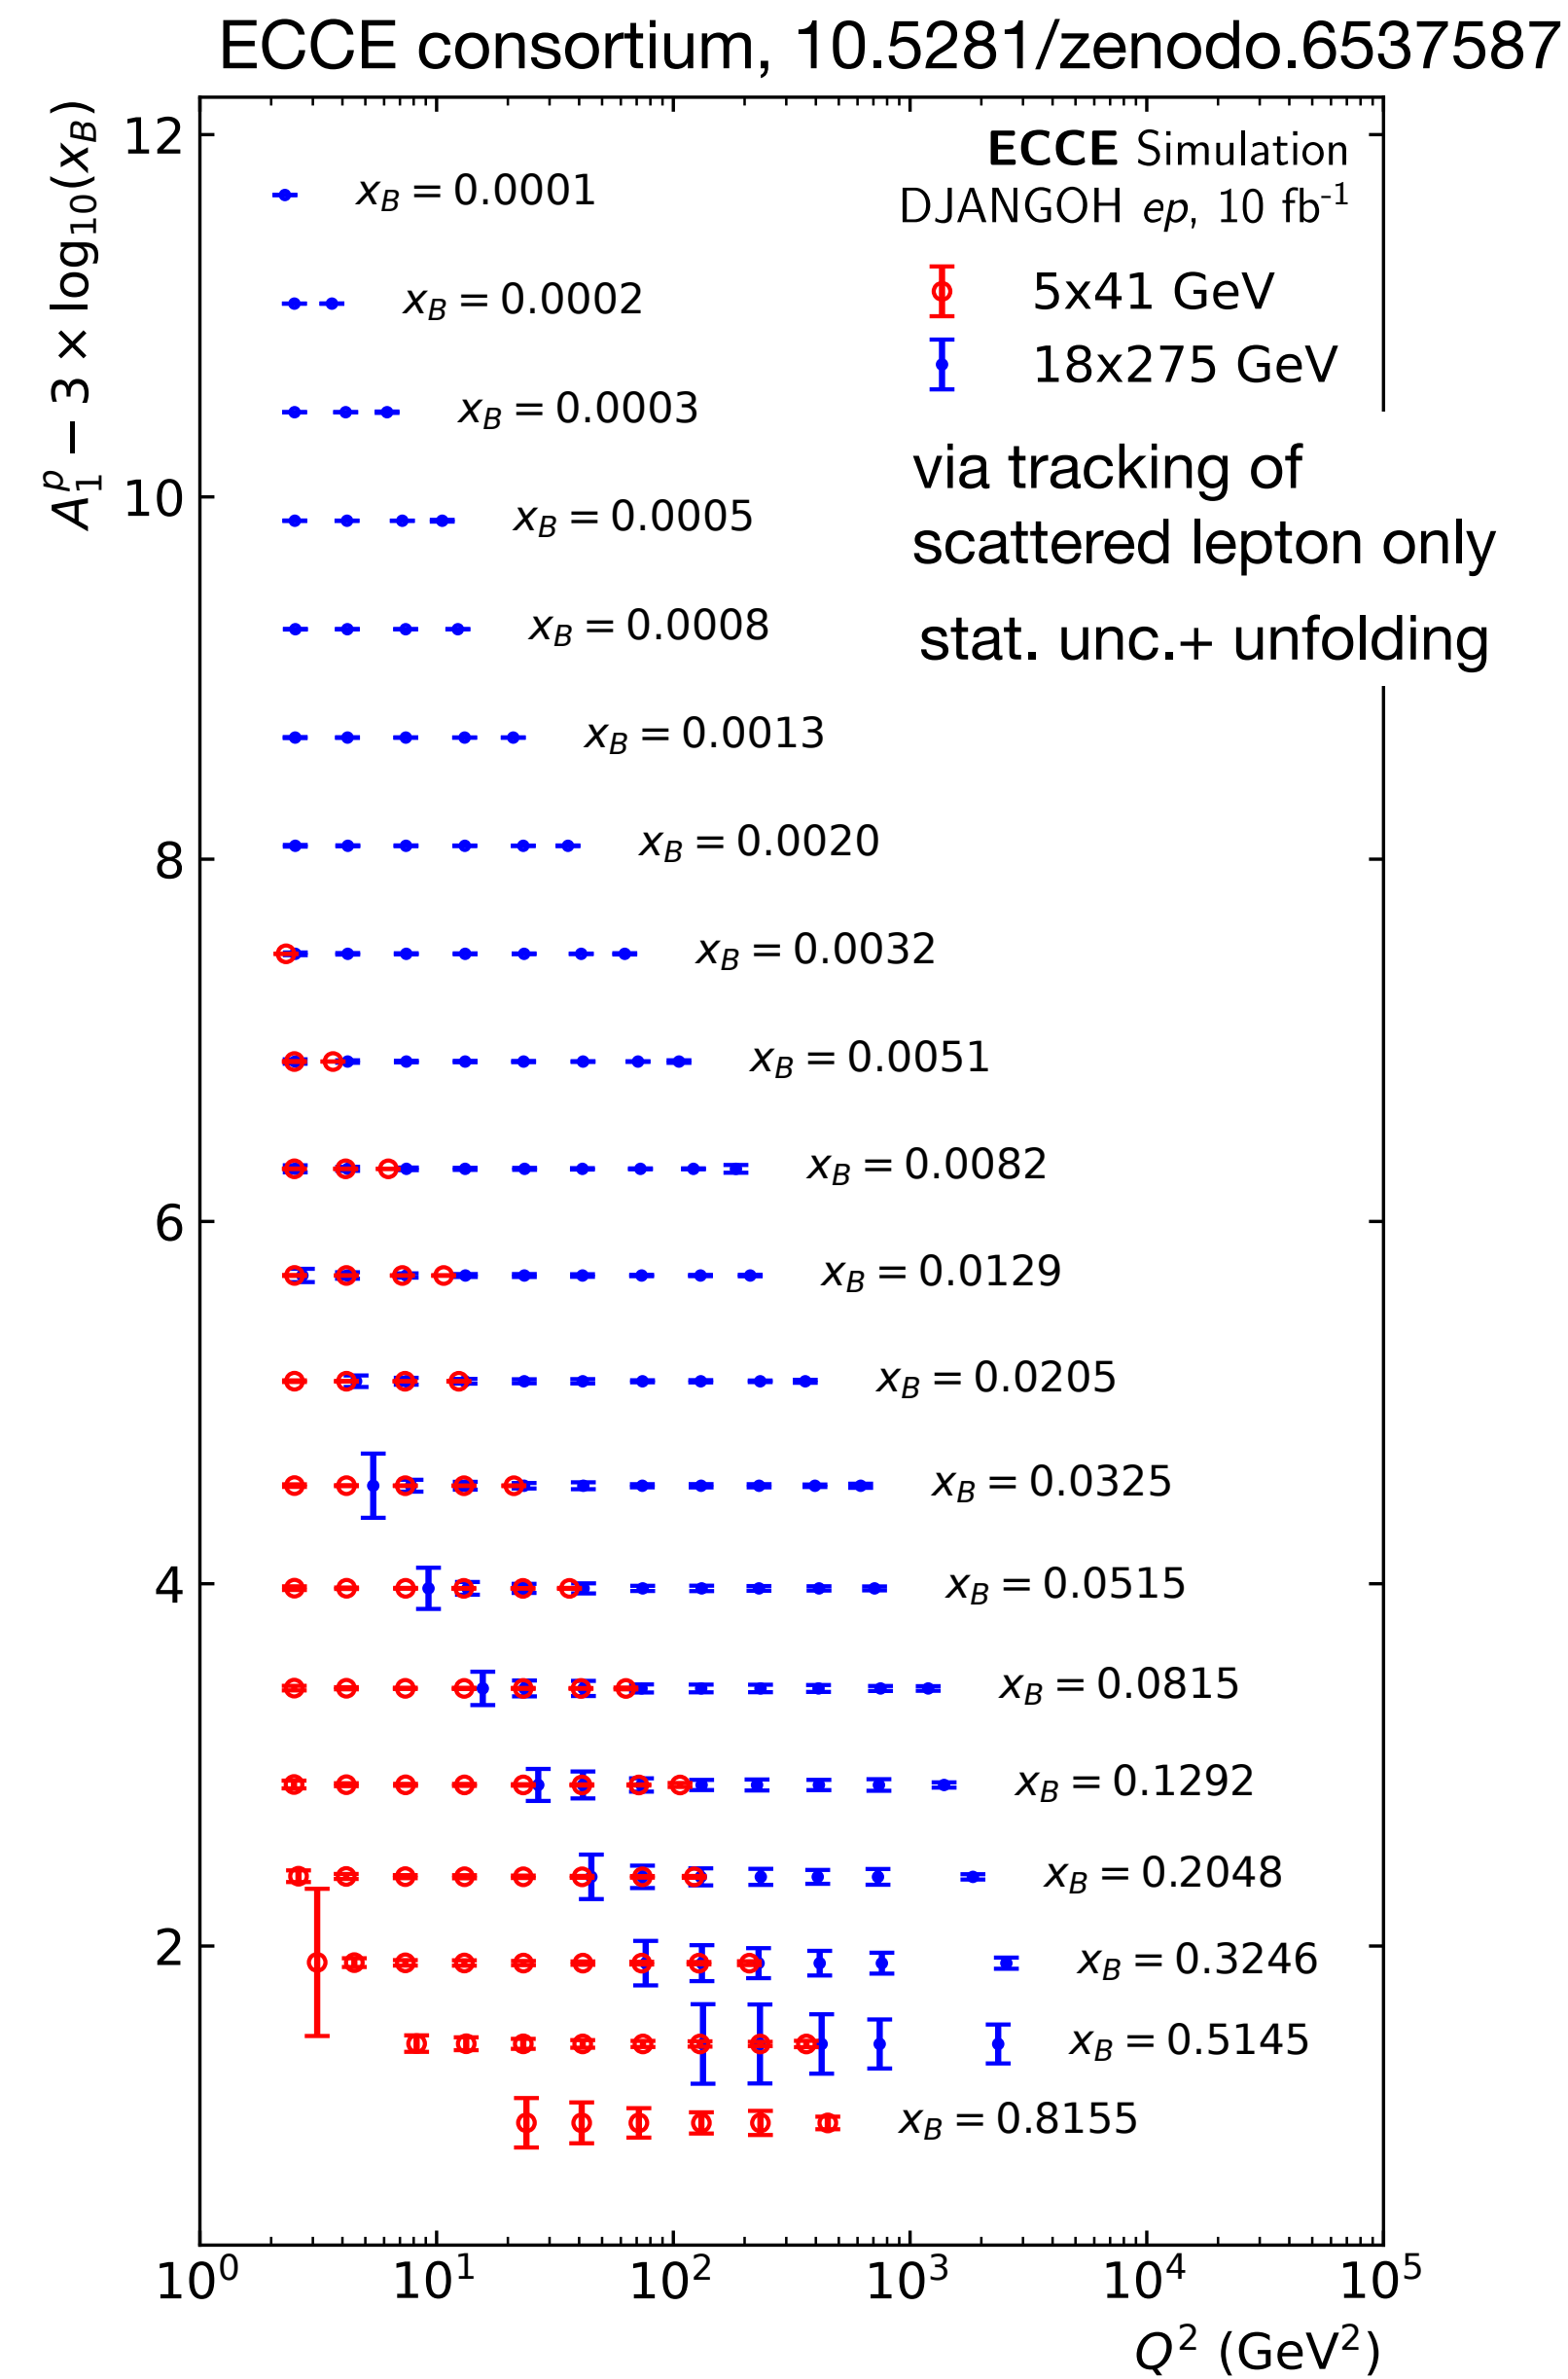 ECCE consortium, 10.5281/zenodo.6537587
A₁ᵖ − 3 × log₁₀(x_B)
12
10
8
6
4
2
ECCE Simulation
DJANGOH ep, 10 fb⁻¹
5x41 GeV
18x275 GeV
via tracking of
scattered lepton only
stat. unc.+ unfolding
x_B = 0.0001
x_B = 0.0002
x_B = 0.0003
x_B = 0.0005
x_B = 0.0008
x_B = 0.0013
x_B = 0.0020
x_B = 0.0032
x_B = 0.0051
x_B = 0.0082
x_B = 0.0129
x_B = 0.0205
x_B = 0.0325
x_B = 0.0515
x_B = 0.0815
x_B = 0.1292
x_B = 0.2048
x_B = 0.3246
x_B = 0.5145
x_B = 0.8155
10⁰ 10¹ 10² 10³ 10⁴ 10⁵
Q² (GeV²)